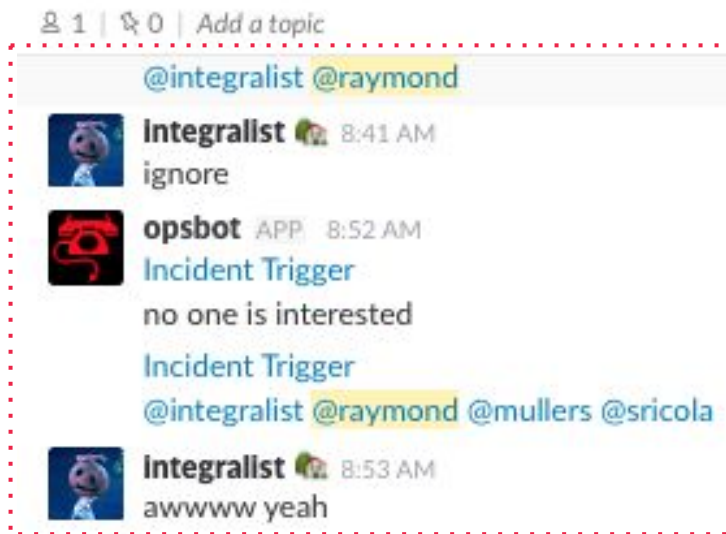 1 | 0 | Add a topic
@integralist @raymond
integralist 8:41 AM
ignore
opsbot APP 8:52 AM
Incident Trigger
no one is interested
Incident Trigger
@integralist @raymond @mullers @sricola
integralist 8:53 AM
awwww yeah